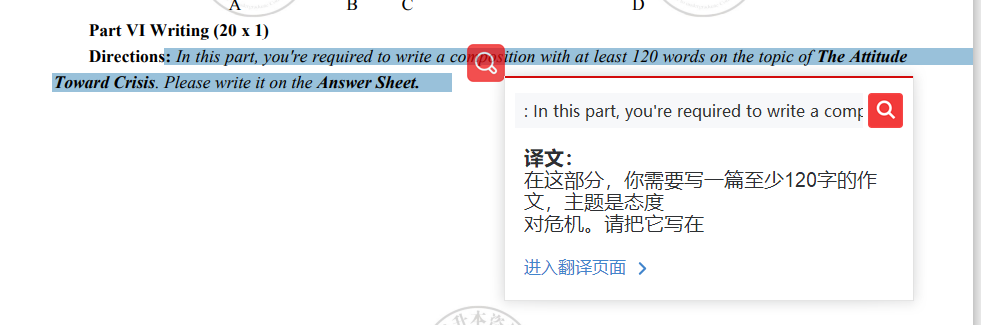 A B C D
Part VI Writing (20 x 1)
Directions: In this part, you're required to write a composition with at least 120 words on the topic of The Attitude
Toward Crisis. Please write it on the Answer Sheet.
: In this part, you're required to write a comp
译文：
在这部分，你需要写一篇至少120字的作
文，主题是态度
对危机。请把它写在
进入翻译页面